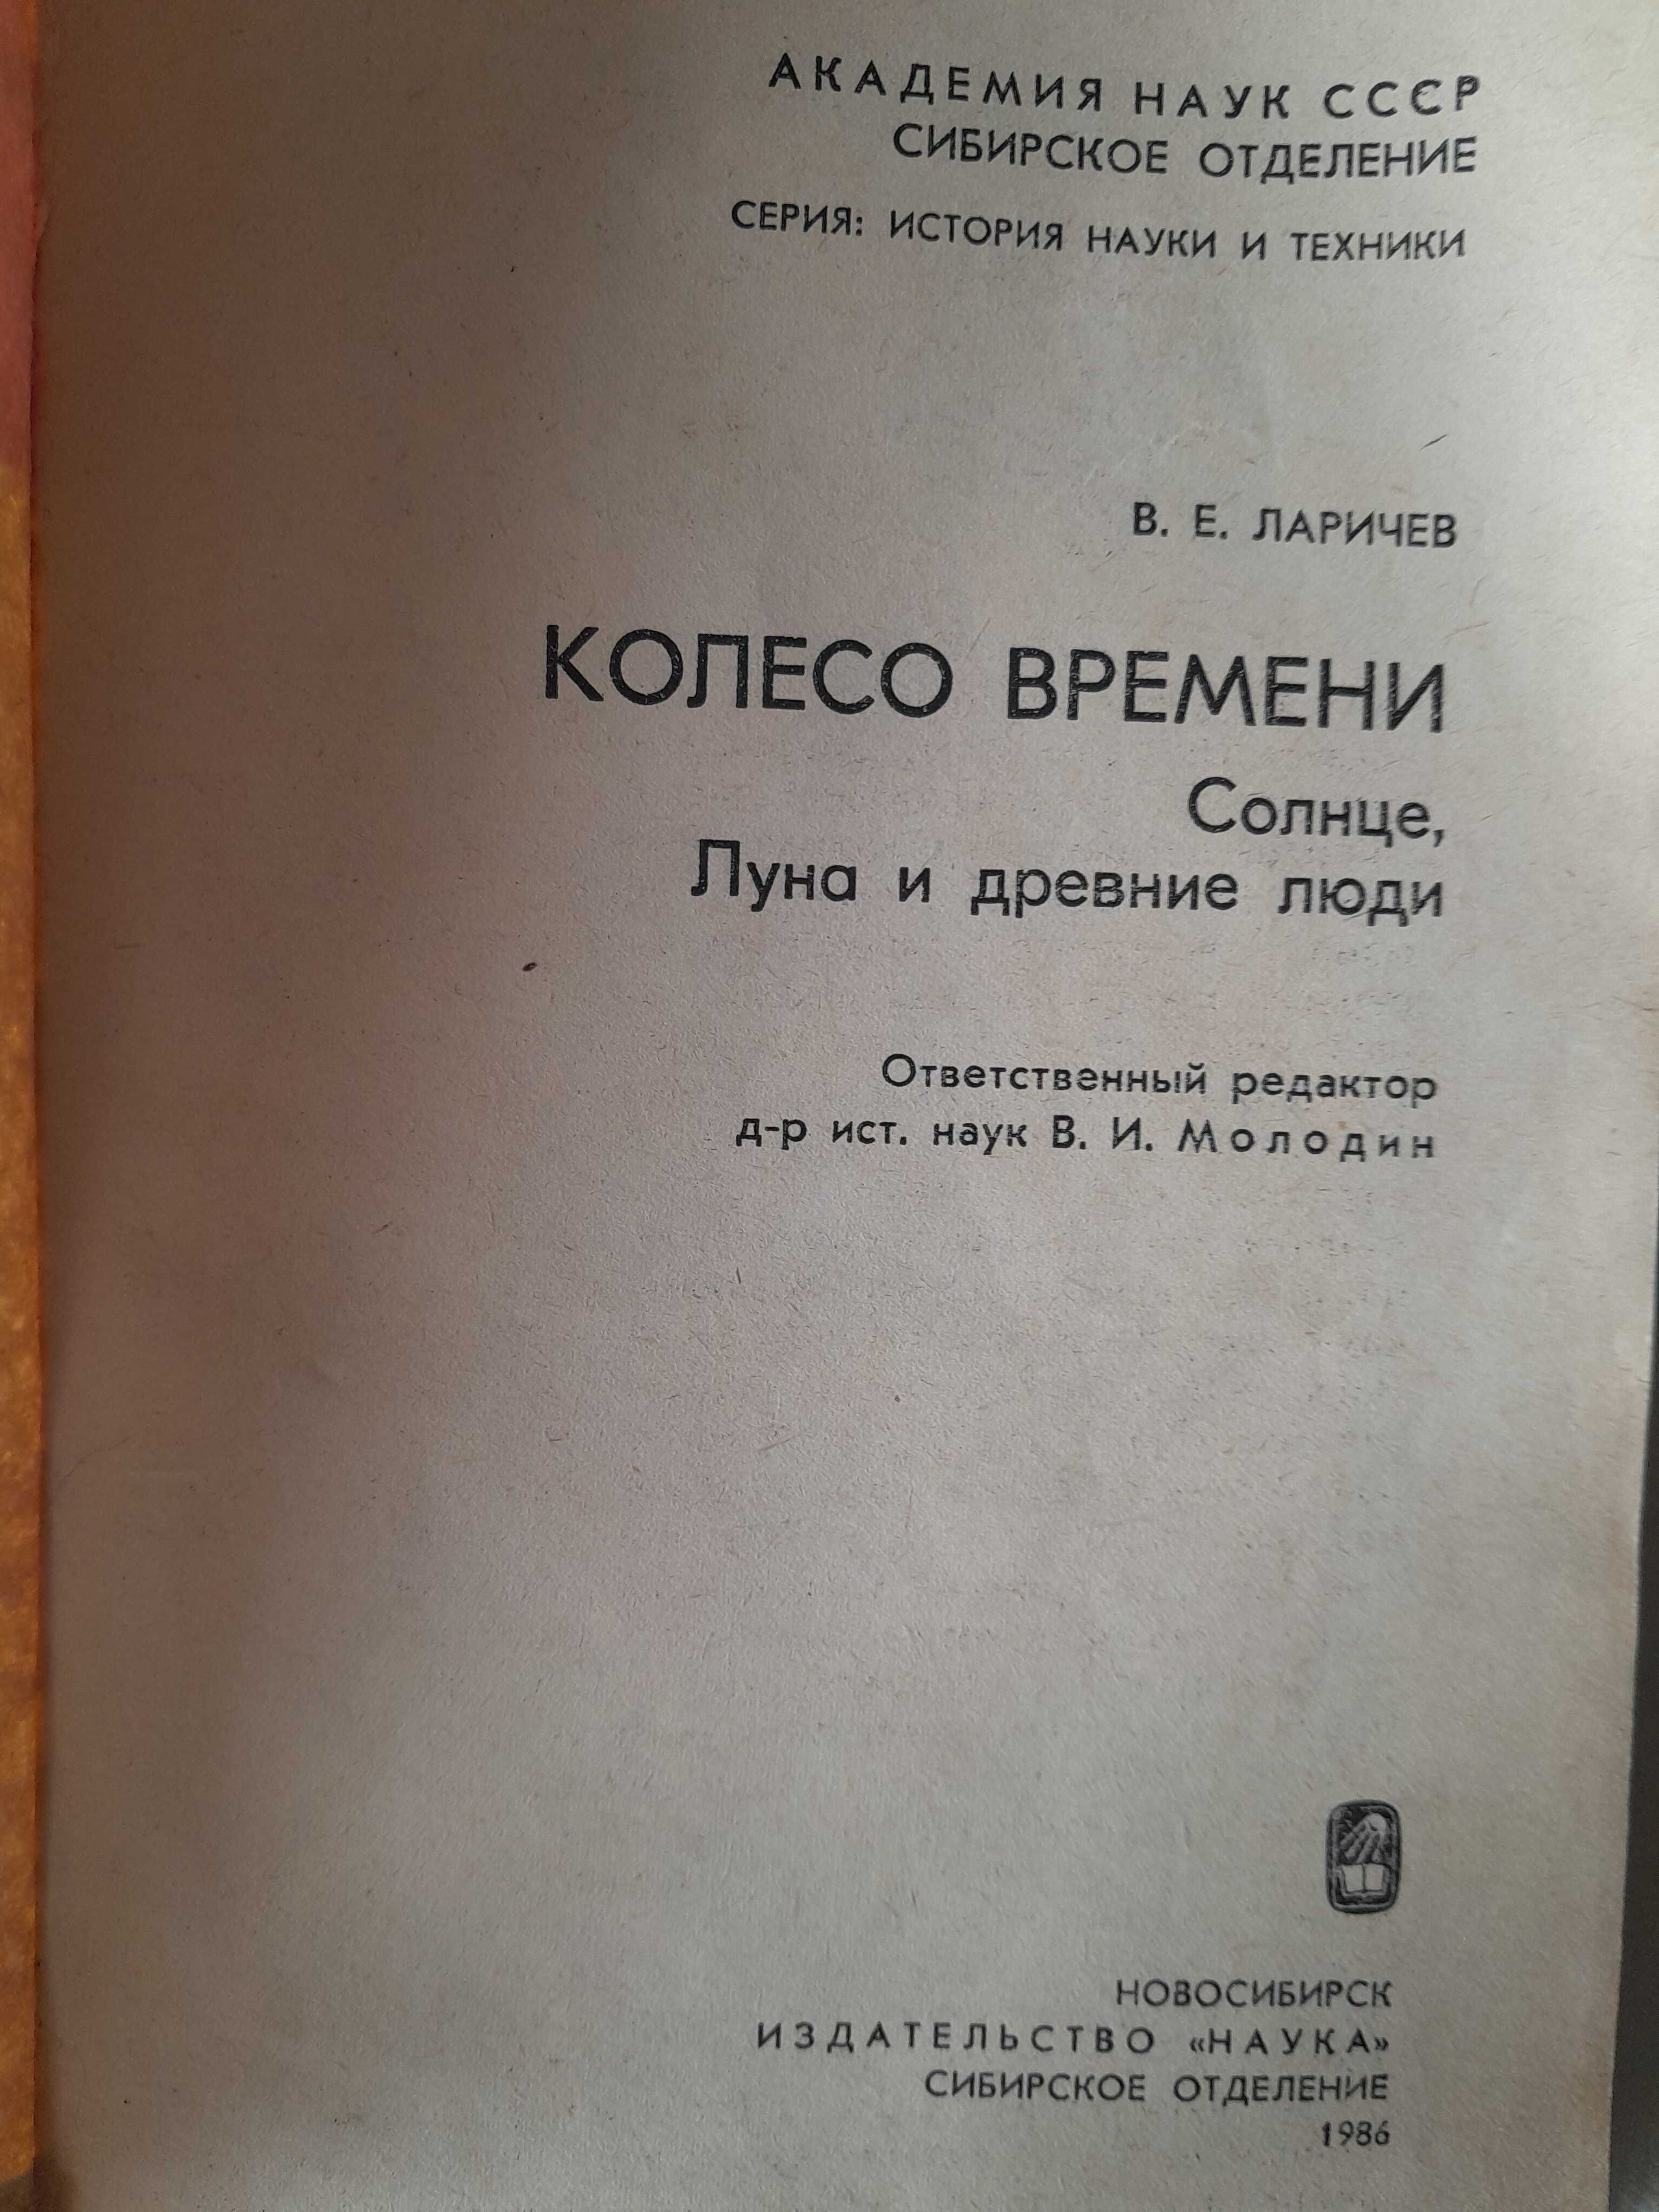 АКАДЕМИЯ НАУК СССР
СИБИРСКОЕ ОТДЕЛЕНИЕ
СЕРИЯ: ИСТОРИЯ НАУКИ И ТЕХНИКИ
В. Е. ЛАРИЧЕВ
КОЛЕСО ВРЕМЕНИ
Солнце,
Луна и древние люди
Ответственный редактор
д-р ист. наук В. И. Молодин
НОВОСИБИРСК
ИЗДАТЕЛЬСТВО «НАУКА»
СИБИРСКОЕ ОТДЕЛЕНИЕ
1986